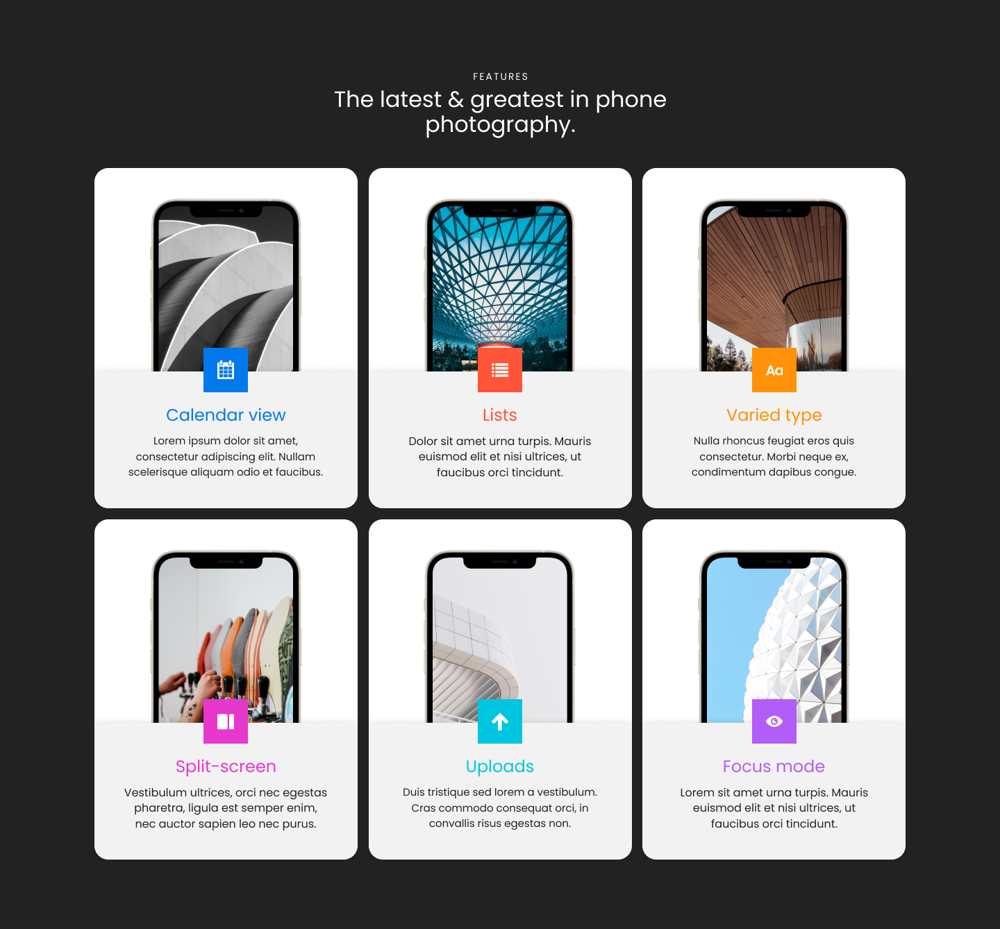 FEATURES
The latest & greatest in phone
photography.
Aa
Calendar view
Lorem ipsum dolor sit amet,
consectetur adipiscing elit. Nullam
scelerisque aliquam odio et faucibus.
Lists
Dolor sit amet urna turpis. Mauris
euismod elit et nisi ultrices, ut
faucibus orci tincidunt.
Varied type
Nulla rhoncus feugiat eros quis
consectetur. Morbi neque ex,
condimentum dapibus congue.
Split-screen
Vestibulum ultrices, orci nec egestas
pharetra, ligula est semper enim,
nec auctor sapien leo nec purus.
Uploads
Duis tristique sed lorem a vestibulum.
Cras commodo consequat orci, in
convallis risus egestas non.
Focus mode
Lorem sit amet urna turpis. Mauris
euismod elit et nisi ultrices, ut
faucibus orci tincidunt.